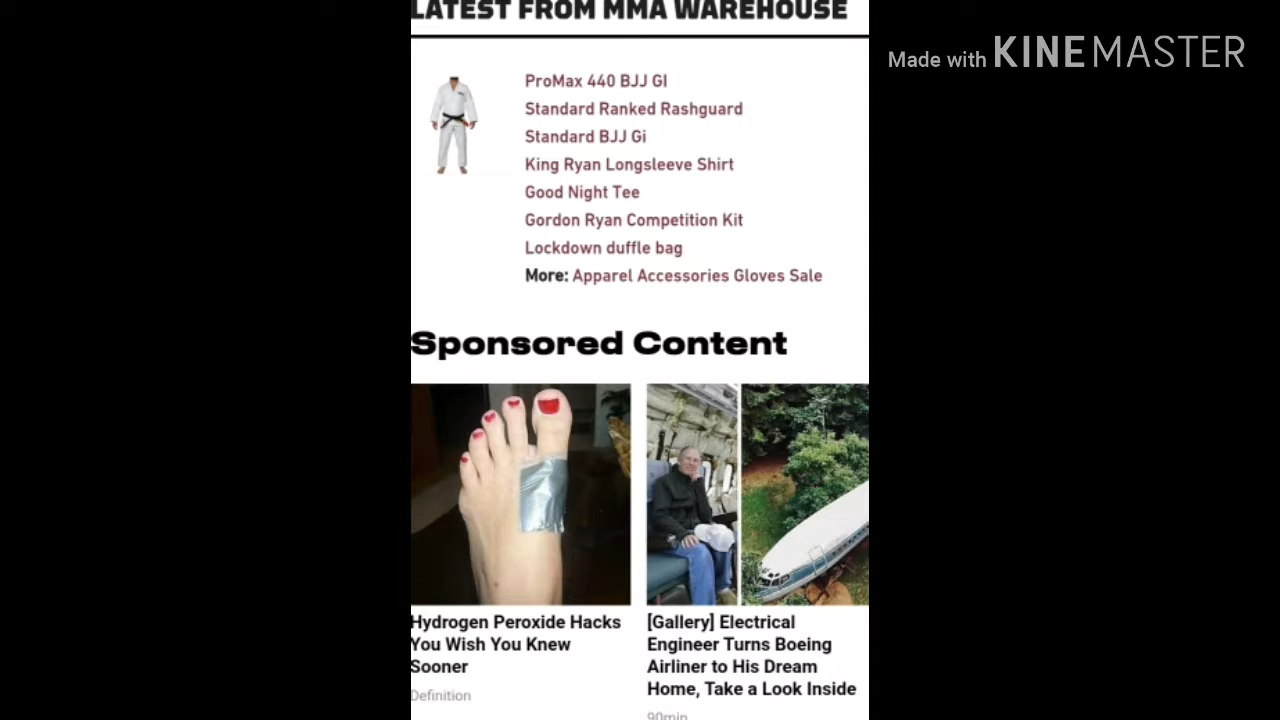 LATEST FROM MMA WAREHOUSE
Made with KINEMASTER
ProMax 440 BJJ GI
Standard Ranked Rashguard
Standard BJJ Gi
King Ryan Longsleeve Shirt
Good Night Tee
Gordon Ryan Competition Kit
Lockdown duffle bag
More: Apparel Accessories Gloves Sale
Sponsored Content
Hydrogen Peroxide Hacks
You Wish You Knew
Sooner
Definition
[Gallery] Electrical
Engineer Turns Boeing
Airliner to His Dream
Home, Take a Look Inside
90min